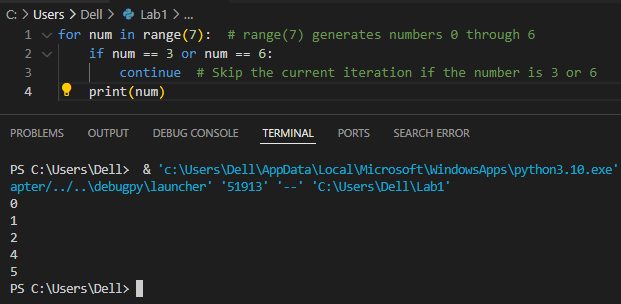 C: > Users > Dell > Lab1 > ...
1 for num in range(7):  # range(7) generates numbers 0 through 6
2     if num == 3 or num == 6:
3         continue  # Skip the current iteration if the number is 3 or 6
4     print(num)
PROBLEMS OUTPUT DEBUG CONSOLE TERMINAL PORTS SEARCH ERROR
PS C:\Users\Dell>  & 'c:\Users\Dell\AppData\Local\Microsoft\WindowsApps\python3.10.exe'
apter/../..\debugpy\launcher' '51913' '--' 'C:\Users\Dell\Lab1'
0
1
2
4
5
PS C:\Users\Dell>